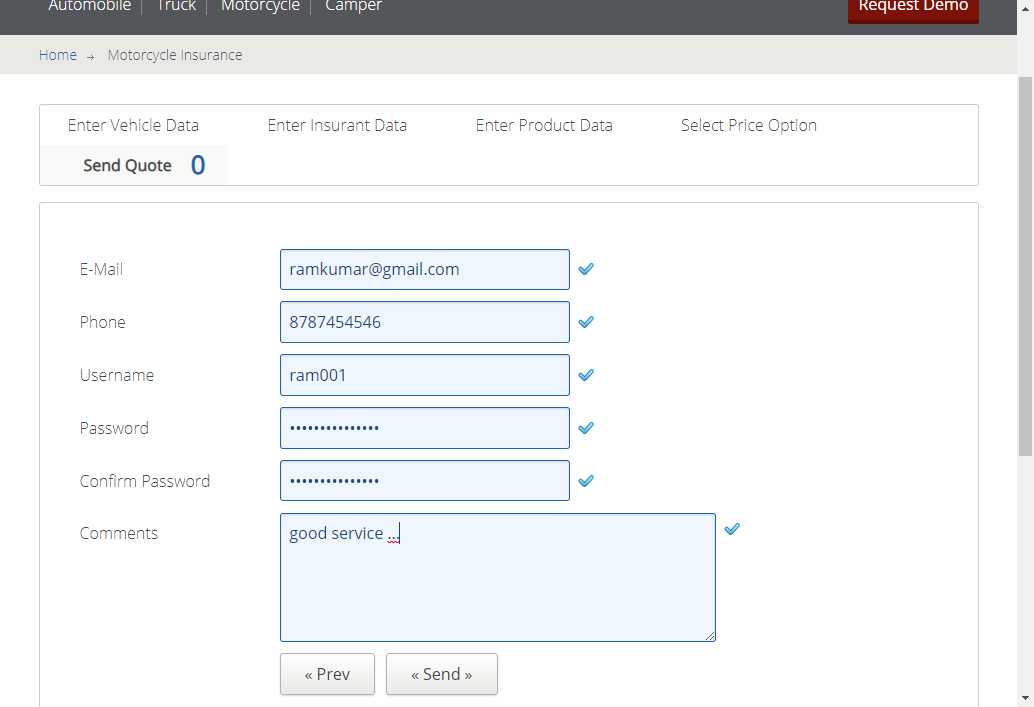 Automobile Truck Motorcycle Camper Request Demo
Home → Motorcycle Insurance
Enter Vehicle Data Enter Insurant Data Enter Product Data Select Price Option
Send Quote 0
E-Mail ramkumar@gmail.com
Phone 8787454546
Username ram001
Password •••••••••••••••
Confirm Password •••••••••••••••
Comments good service ...
« Prev « Send »